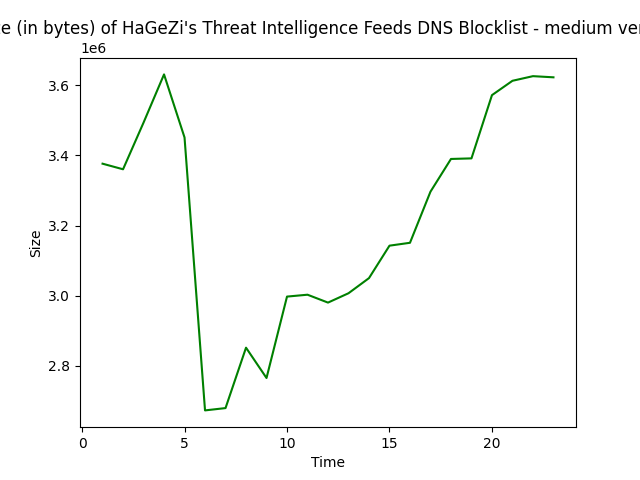 (in bytes) of HaGeZi's Threat Intelligence Feeds DNS Blocklist - medium
1e6
3.6
3.4
3.2
3.0
2.8
Size
0 5 10 15 20
Time